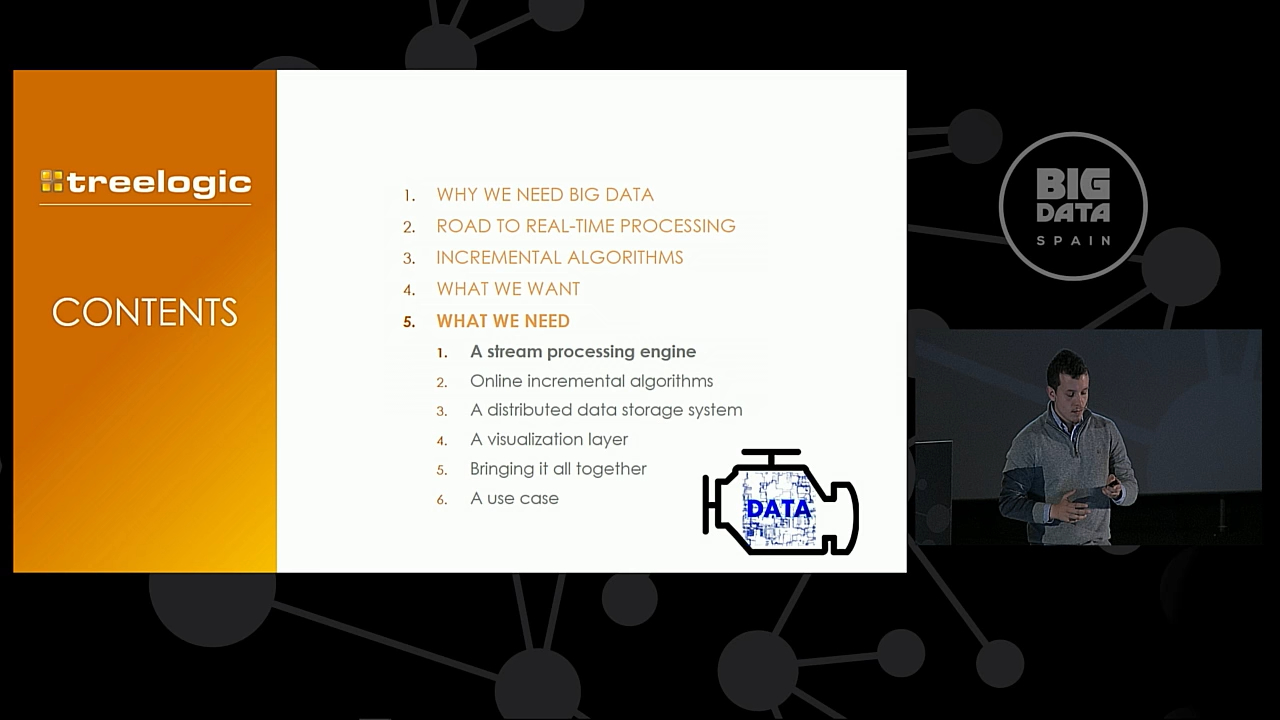 treelogic
CONTENTS
1. WHY WE NEED BIG DATA
2. ROAD TO REAL-TIME PROCESSING
3. INCREMENTAL ALGORITHMS
4. WHAT WE WANT
5. WHAT WE NEED
1. A stream processing engine
2. Online incremental algorithms
3. A distributed data storage system
4. A visualization layer
5. Bringing it all together
6. A use case
DATA
BIG
DATA
SPAIN